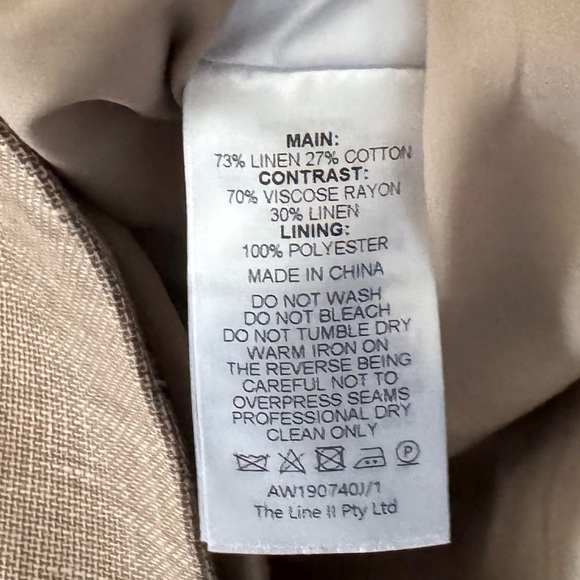 MAIN:
73% LINEN 27% COTTON
CONTRAST:
70% VISCOSE RAYON
30% LINEN
LINING:
100% POLYESTER
MADE IN CHINA
DO NOT WASH
DO NOT BLEACH
DO NOT TUMBLE DRY
WARM IRON ON
THE REVERSE BEING
CAREFUL NOT TO
OVERPRESS SEAMS
PROFESSIONAL DRY
CLEAN ONLY
P
AW190740J/1
The Line II Pty Ltd